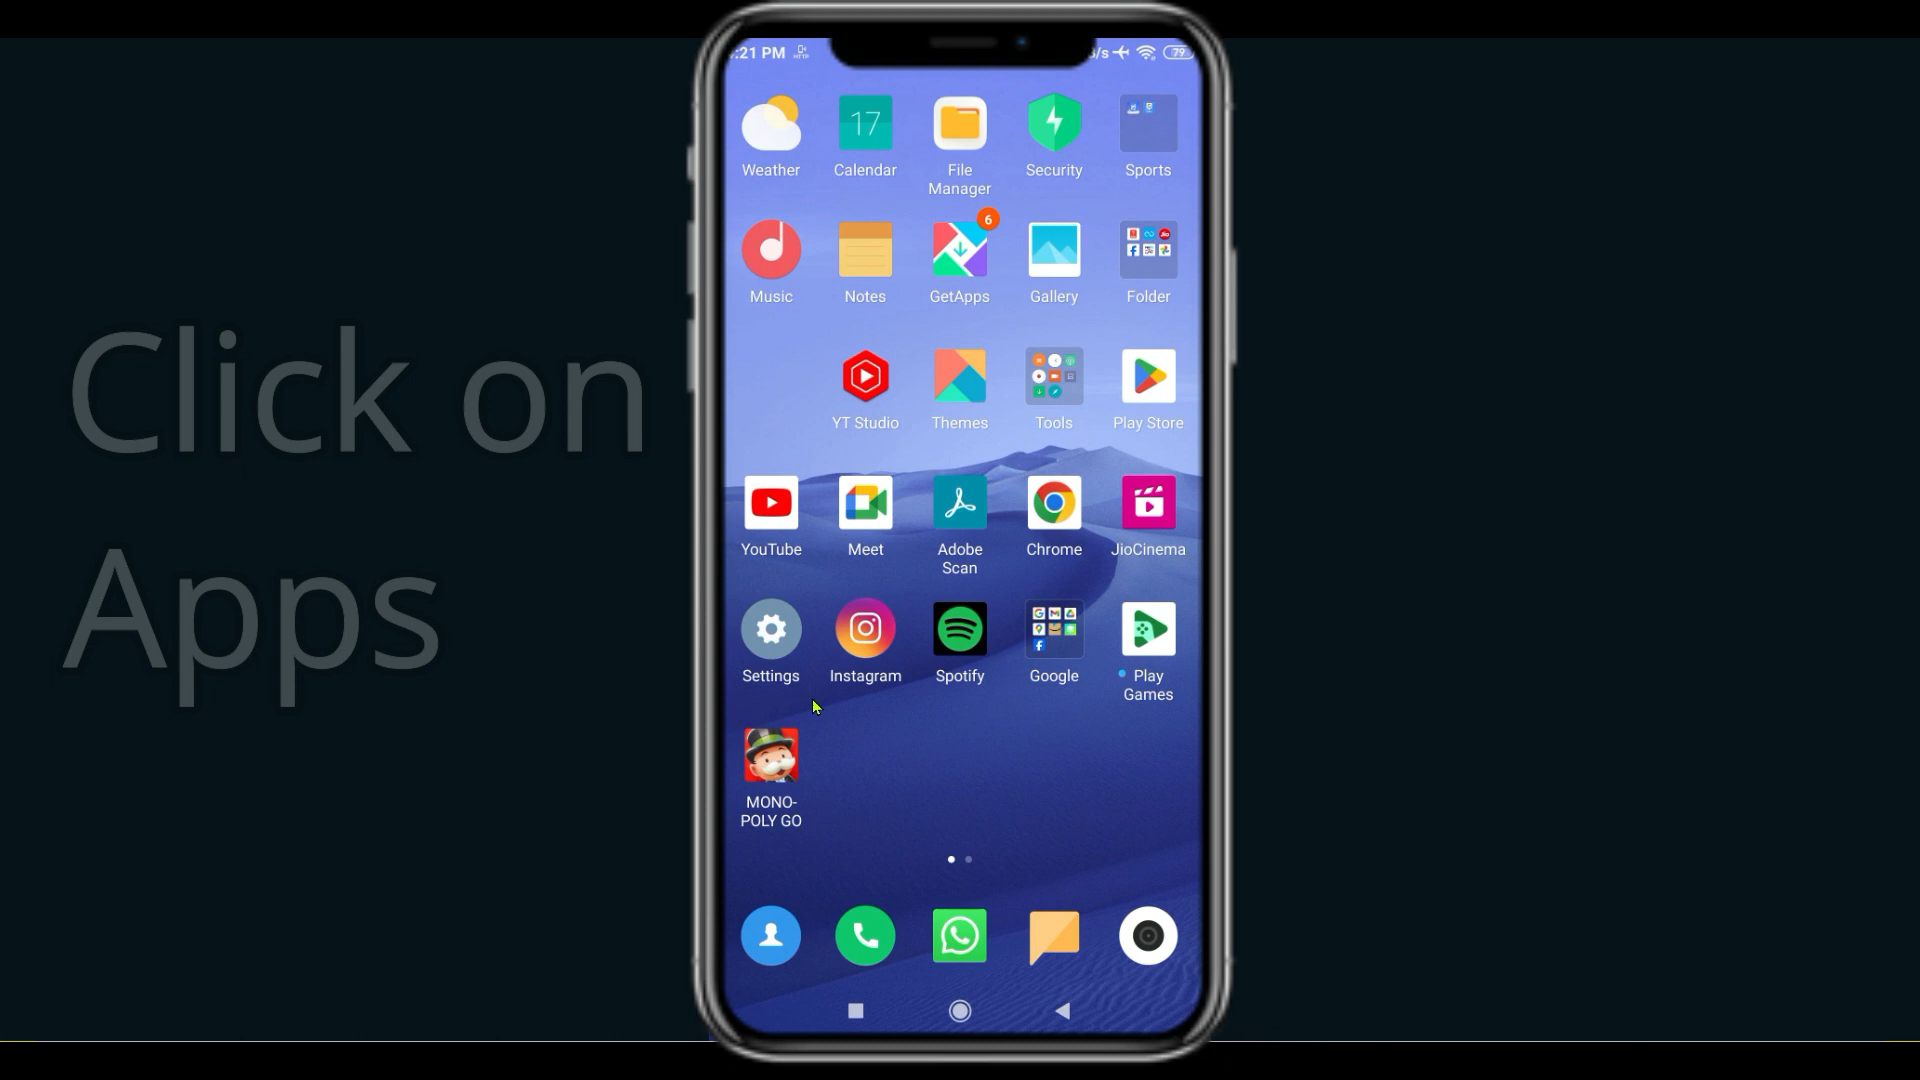 :21 PM
/s
79
Weather
17
Calendar
File
Manager
Security
Sports
Music
Notes
6
GetApps
Gallery
Folder
YT Studio
Themes
Tools
Play Store
YouTube
Meet
Adobe
Scan
Chrome
JioCinema
Settings
Instagram
Spotify
Google
Play
Games
MONO-
POLY GO
Click on
Apps